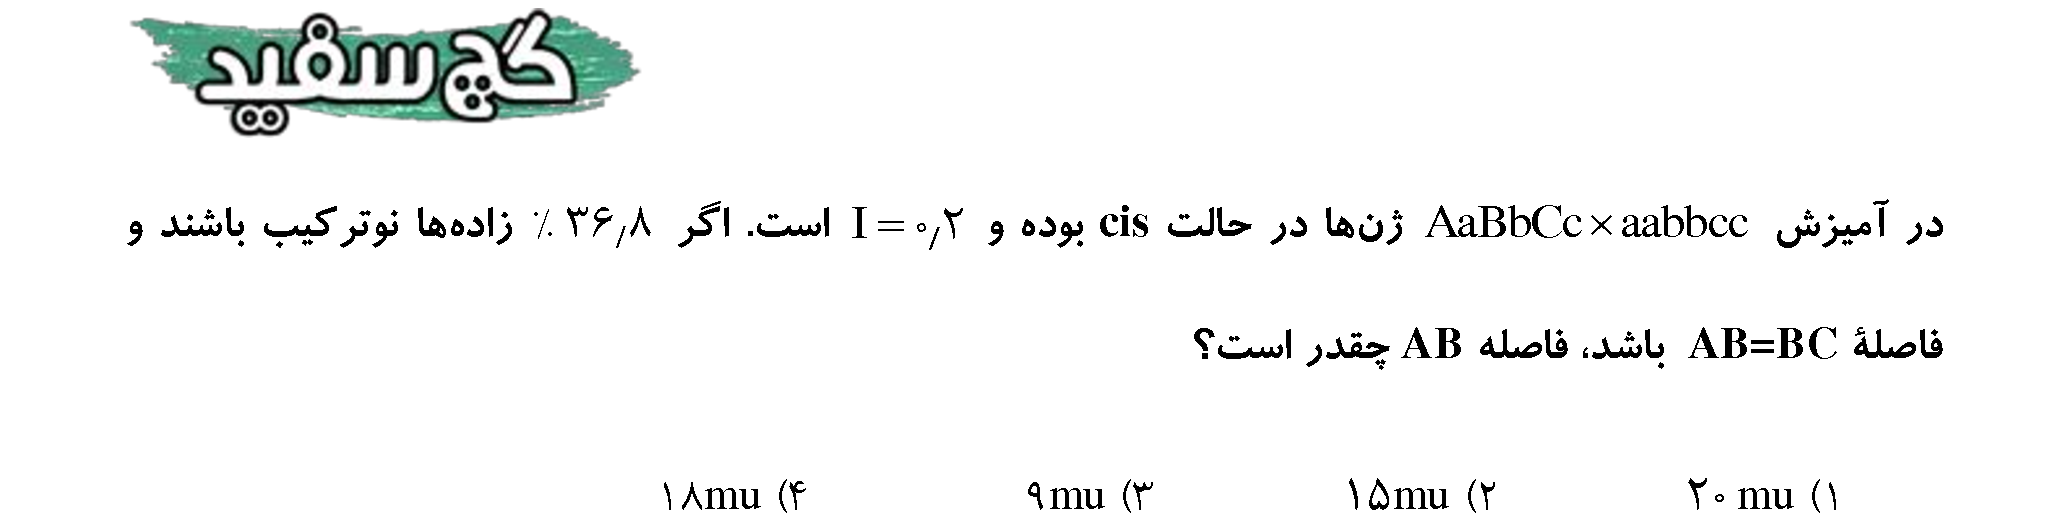 گچ سفید
در آمیزش AaBbCc×aabbcc ژن‌ها در حالت cis بوده و I=۰٫۲ است. اگر ۳۶٫۸ ٪ زاده‌ها نوترکیب باشند و
فاصلهٔ AB=BC باشد، فاصله AB چقدر است؟
۱) ۲۰ mu ۲) ۱۵mu ۳) ۹mu ۴) ۱۸mu